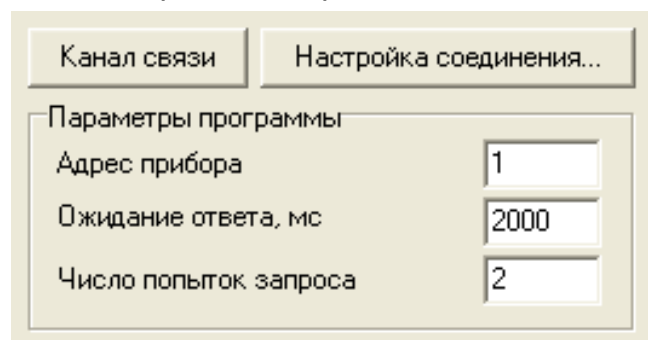 Канал связи Настройка соединения...
Параметры программы
Адрес прибора 1
Ожидание ответа, мс 2000
Число попыток запроса 2